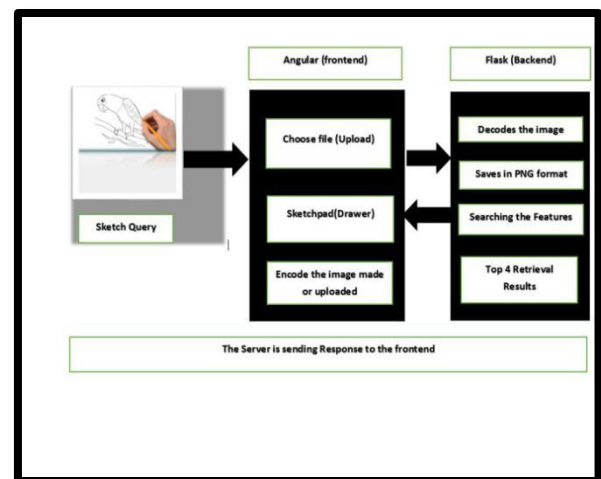 Angular (frontend)
Flask (Backend)
Choose file (Upload)
Sketchpad(Drawer)
Encode the image made
or uploaded
Decodes the image
Saves in PNG format
Searching the Features
Top 4 Retrieval
Results
Sketch Query
The Server is sending Response to the frontend